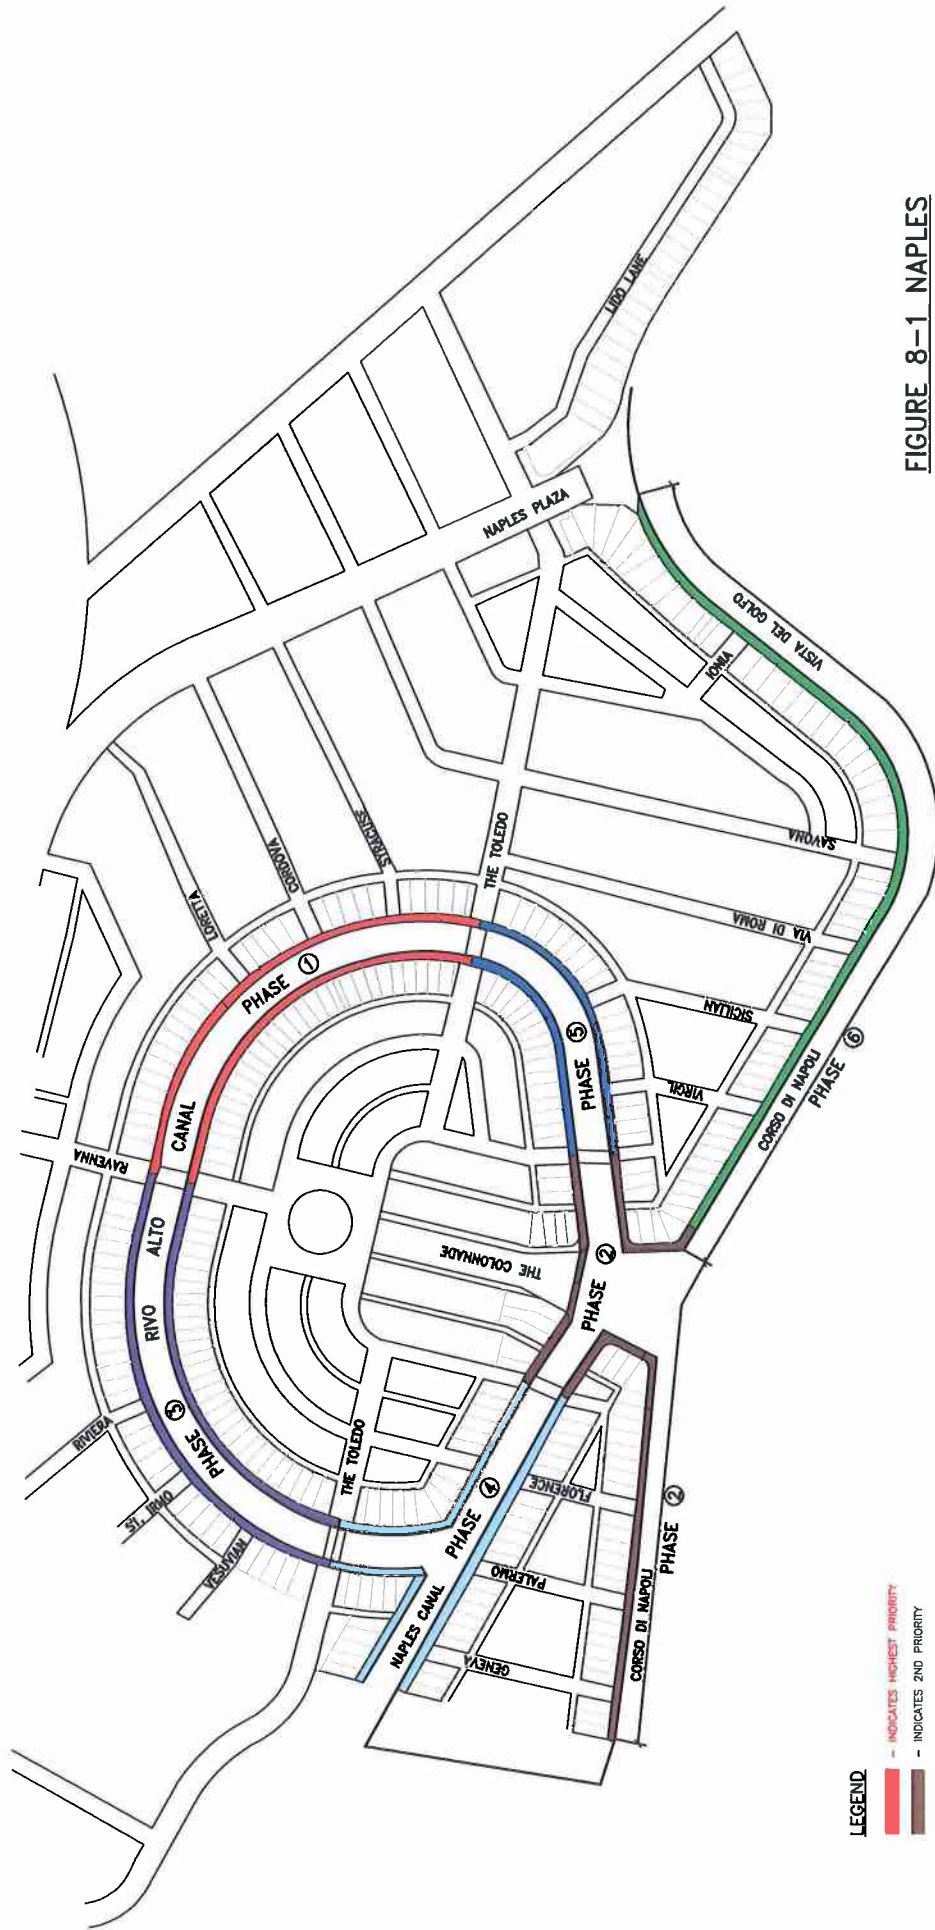 RAVENNA
LORETTA
CORDOVA
SYRACUSE
THE TOLEDO
NAPLES PLAZA
LIDO LANE
PHASE 1
RIVO ALTO CANAL
RIVIERA
ST. IRMO
VESUVIAN
PHASE 3
THE TOLEDO
THE COLONNADE
PHASE 5
PHASE 2
VIRGIL
SICILIAN
VIA DI ROMA
SAVONA
IONIA
VISTA DEL GOLFO
CORSO DI NAPOLI
PHASE 6
PHASE 4
NAPLES CANAL
FLORENCE
PALERMO
GENEVA
CORSO DI NAPOLI
PHASE 2
LEGEND
- INDICATES HIGHEST PRIORITY
- INDICATES 2ND PRIORITY
FIGURE 8-1 NAPLES